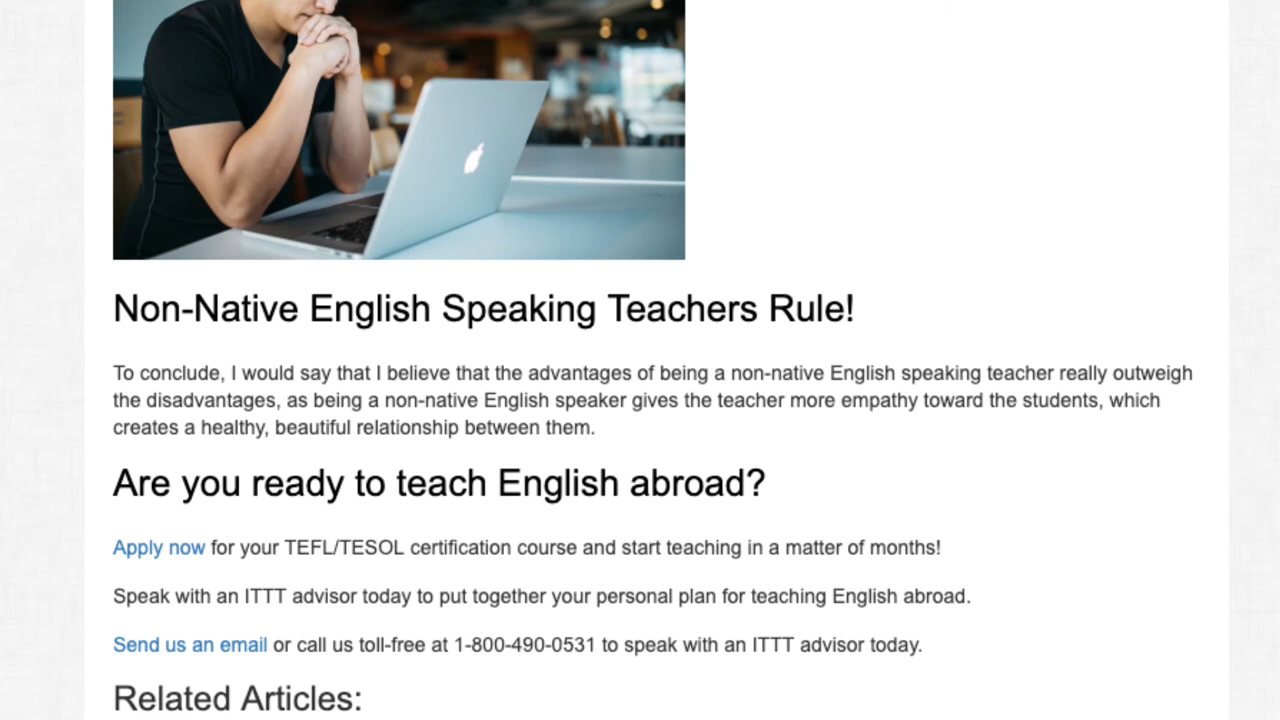 Non-Native English Speaking Teachers Rule!
To conclude, I would say that I believe that the advantages of being a non-native English speaking teacher really outweigh
the disadvantages, as being a non-native English speaker gives the teacher more empathy toward the students, which
creates a healthy, beautiful relationship between them.
Are you ready to teach English abroad?
Apply now for your TEFL/TESOL certification course and start teaching in a matter of months!
Speak with an ITTT advisor today to put together your personal plan for teaching English abroad.
Send us an email or call us toll-free at 1-800-490-0531 to speak with an ITTT advisor today.
Related Articles: